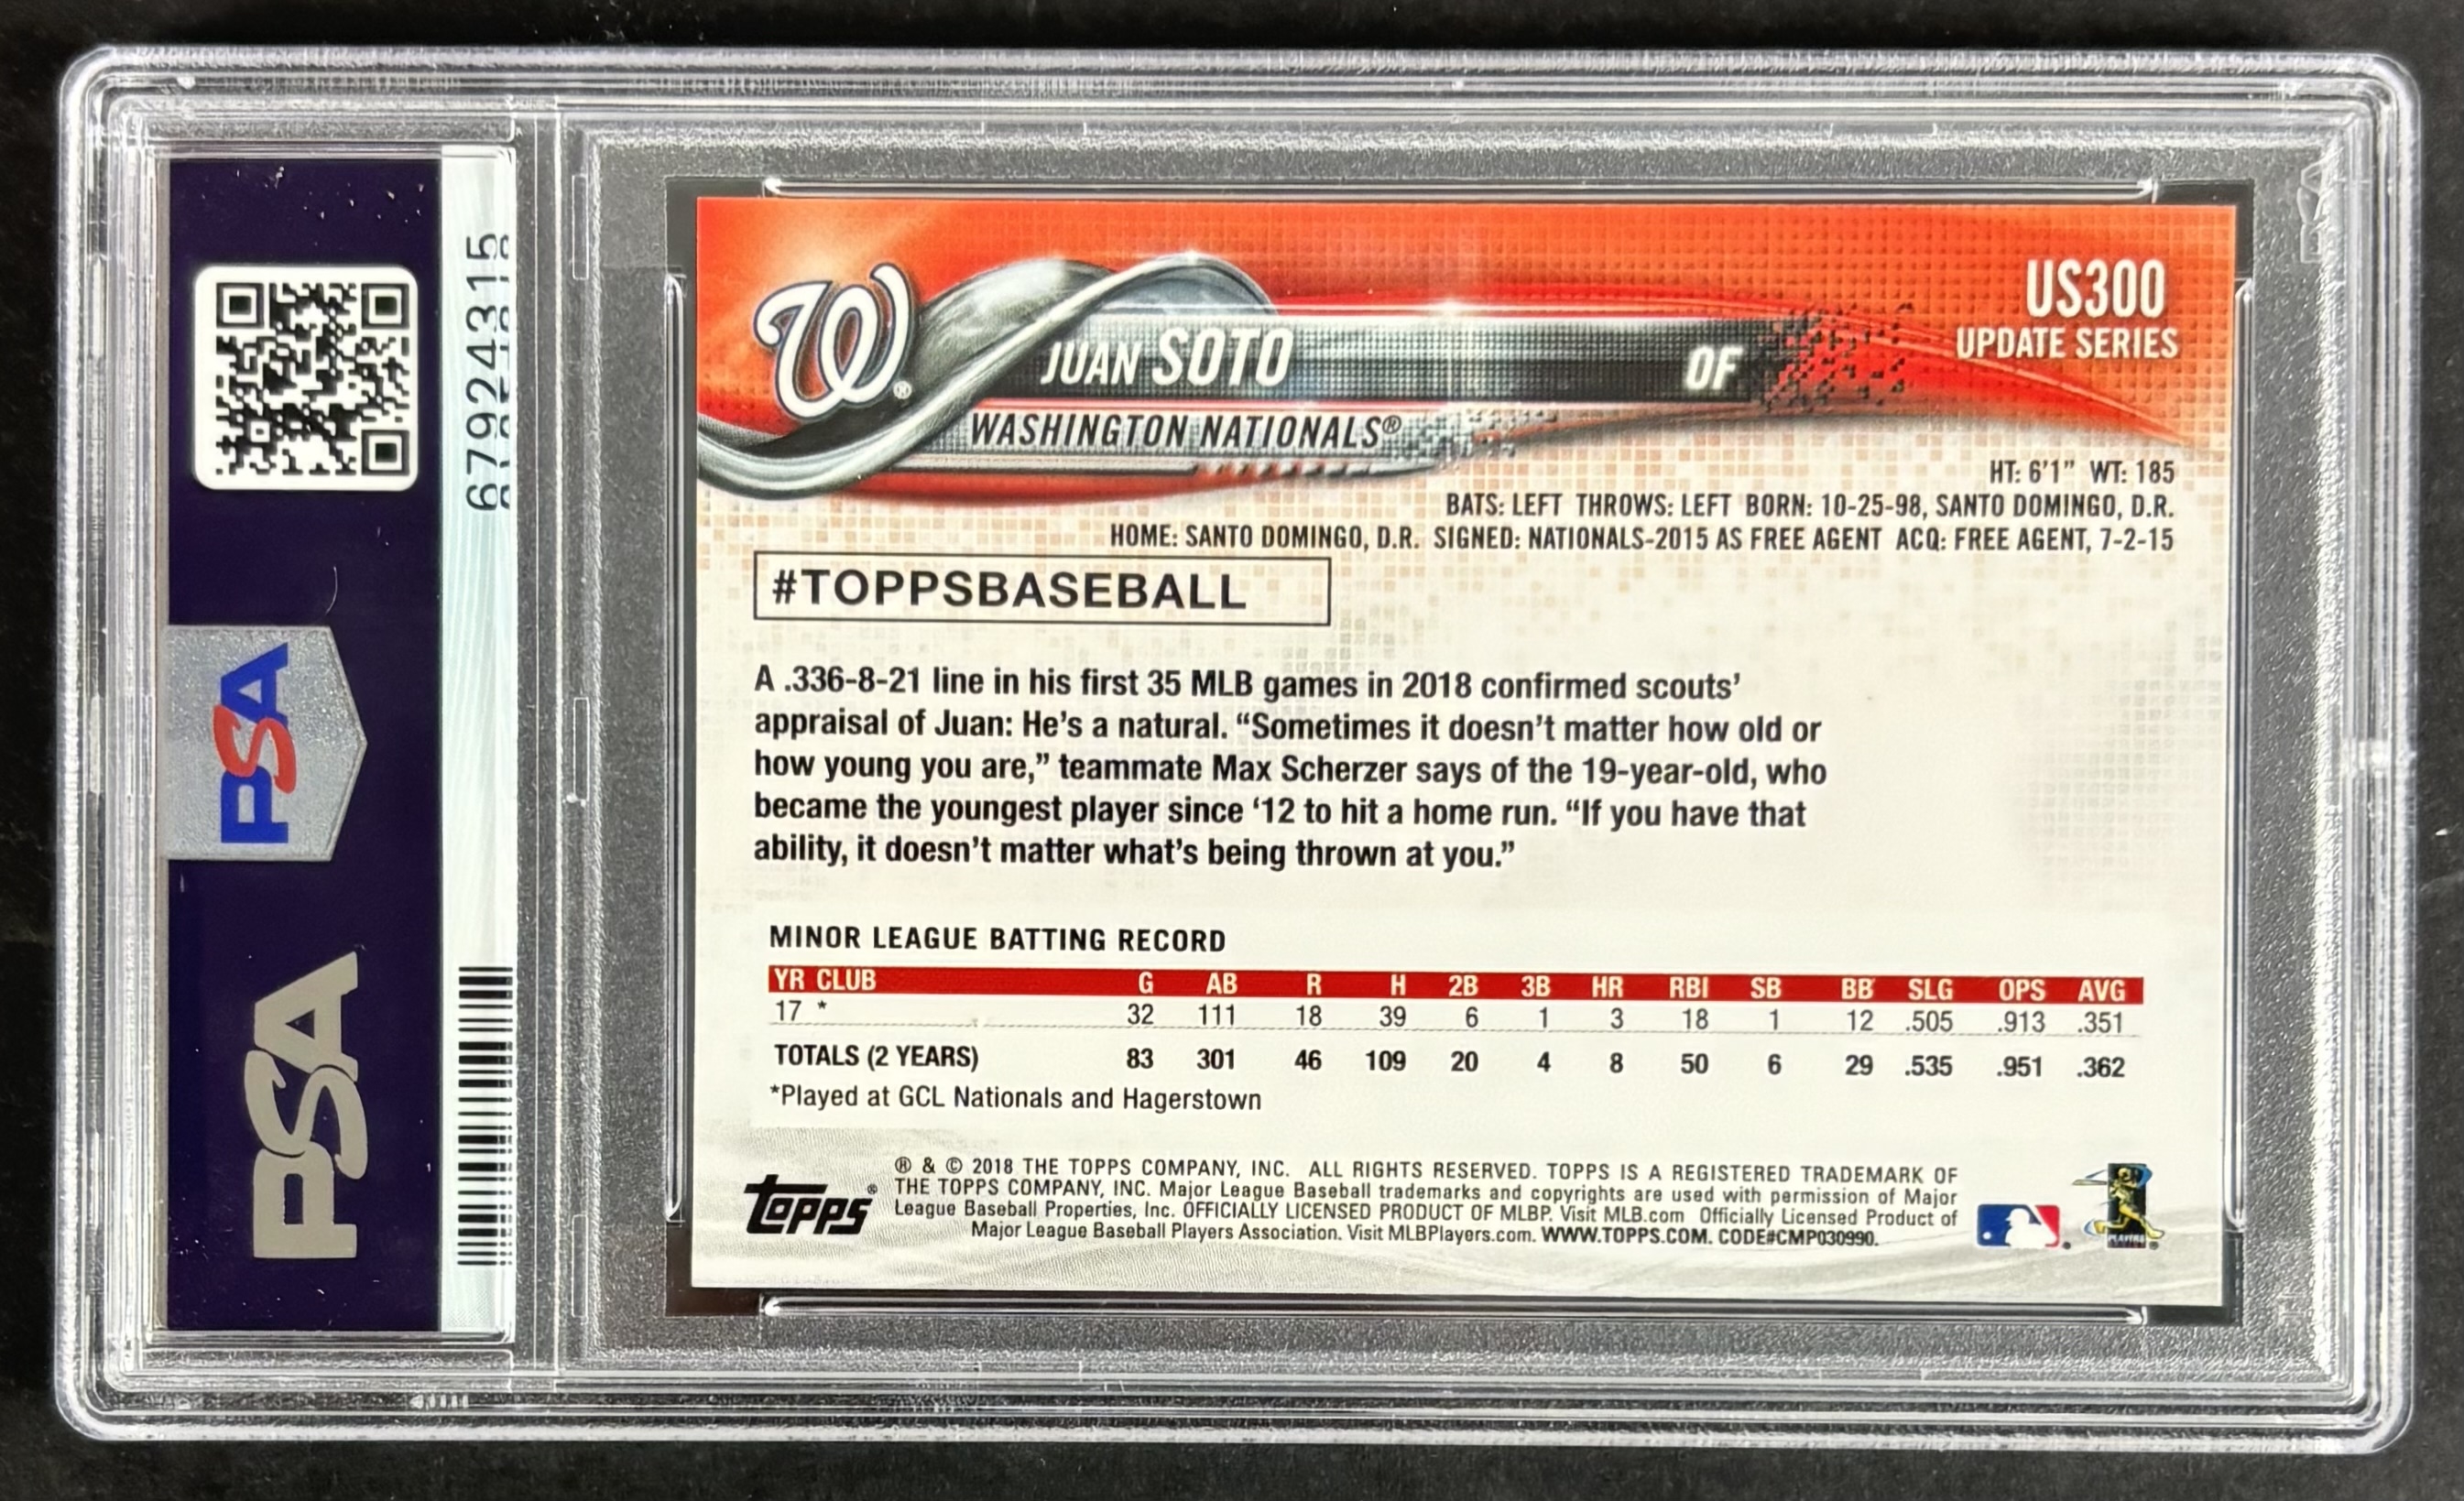 67924315
PSA
PSA
W®
US300
UPDATE SERIES
JUAN SOTO OF
WASHINGTON NATIONALS®
HT: 6'1” WT: 185
BATS: LEFT THROWS: LEFT BORN: 10-25-98, SANTO DOMINGO, D.R.
HOME: SANTO DOMINGO, D.R. SIGNED: NATIONALS-2015 AS FREE AGENT ACQ: FREE AGENT, 7-2-15
#TOPPSBASEBALL
A .336-8-21 line in his first 35 MLB games in 2018 confirmed scouts’
appraisal of Juan: He’s a natural. “Sometimes it doesn’t matter how old or
how young you are,” teammate Max Scherzer says of the 19-year-old, who
became the youngest player since ‘12 to hit a home run. “If you have that
ability, it doesn’t matter what’s being thrown at you.”
MINOR LEAGUE BATTING RECORD
YR CLUB G AB R H 2B 3B HR RBI SB BB SLG OPS AVG
17 * 32 111 18 39 6 1 3 18 1 12 .505 .913 .351
TOTALS (2 YEARS) 83 301 46 109 20 4 8 50 6 29 .535 .951 .362
*Played at GCL Nationals and Hagerstown
topps®
® & © 2018 THE TOPPS COMPANY, INC. ALL RIGHTS RESERVED. TOPPS IS A REGISTERED TRADEMARK OF
THE TOPPS COMPANY, INC. Major League Baseball trademarks and copyrights are used with permission of Major
League Baseball Properties, Inc. OFFICIALLY LICENSED PRODUCT OF MLBP. Visit MLB.com Officially Licensed Product of
Major League Baseball Players Association. Visit MLBPlayers.com. WWW.TOPPS.COM. CODE#CMP030990.
PLAYERS
PSA